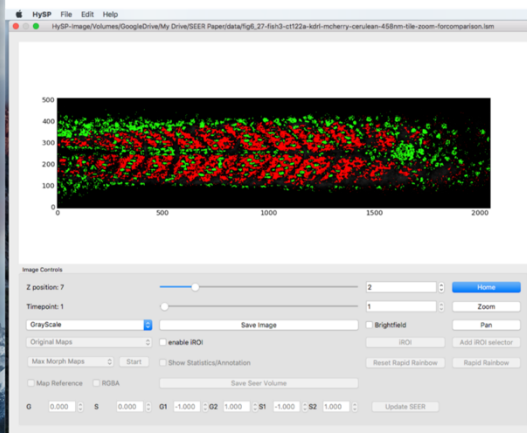 HySP File Edit Help
HySP-Image/Volumes/GoogleDrive/My Drive/SEER Paper/data/fig6_27-fish3-ct122a-kdrl-mcherry-cerulean-458nm-tile-zoom-forcomparison.lsm
500
400
300
200
100
0
0 500 1000 1500 2000
Image Controls
Z position: 7 2 Home
Timepoint: 1 1 Zoom
GrayScale Save Image Brightfield Pan
Original Maps enable iROI iROI Add iROI selector
Max Morph Maps Start Show Statistics/Annotation Reset Rapid Rainbow Rapid Rainbow
Map Reference RGBA Save Seer Volume
G 0.000 S 0.000 G1 -1.000 G2 1.000 S1 -1.000 S2 1.000 Update SEER